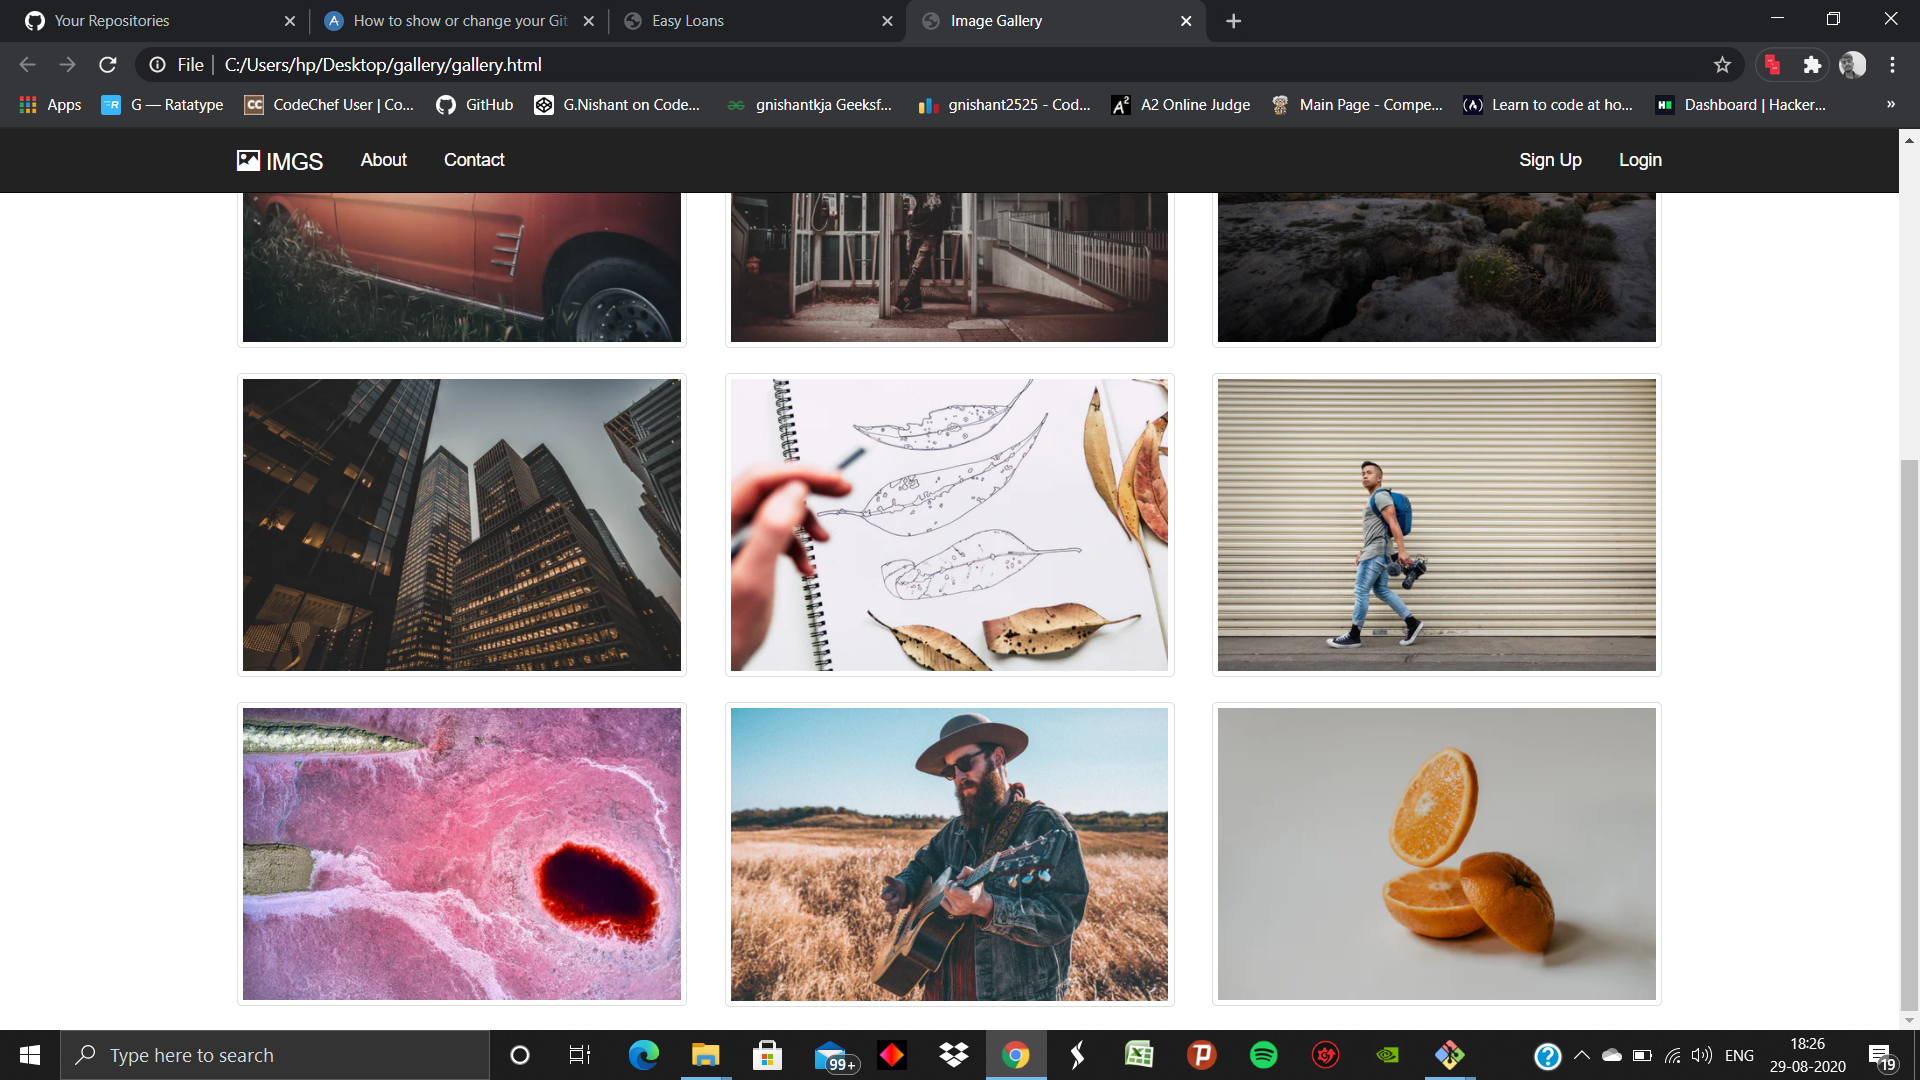 Your Repositories
How to show or change your Git
Easy Loans
Image Gallery
File
C:/Users/hp/Desktop/gallery/gallery.html
Apps
G — Ratatype
CodeChef User | Co...
GitHub
G.Nishant on Code...
gnishantkja Geeksf...
gnishant2525 - Cod...
A2 Online Judge
Main Page - Compe...
Learn to code at ho...
Dashboard | Hacker...
»
IMGS
About
Contact
Sign Up
Login
Type here to search
99+
ENG
18:26
29-08-2020
19